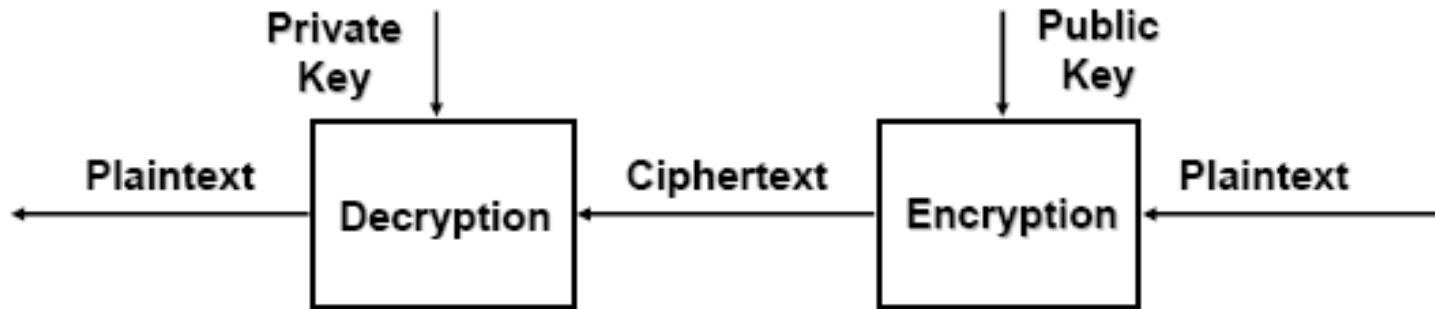 Private
Key
Public
Key
Plaintext
Ciphertext
Plaintext
Decryption
Encryption